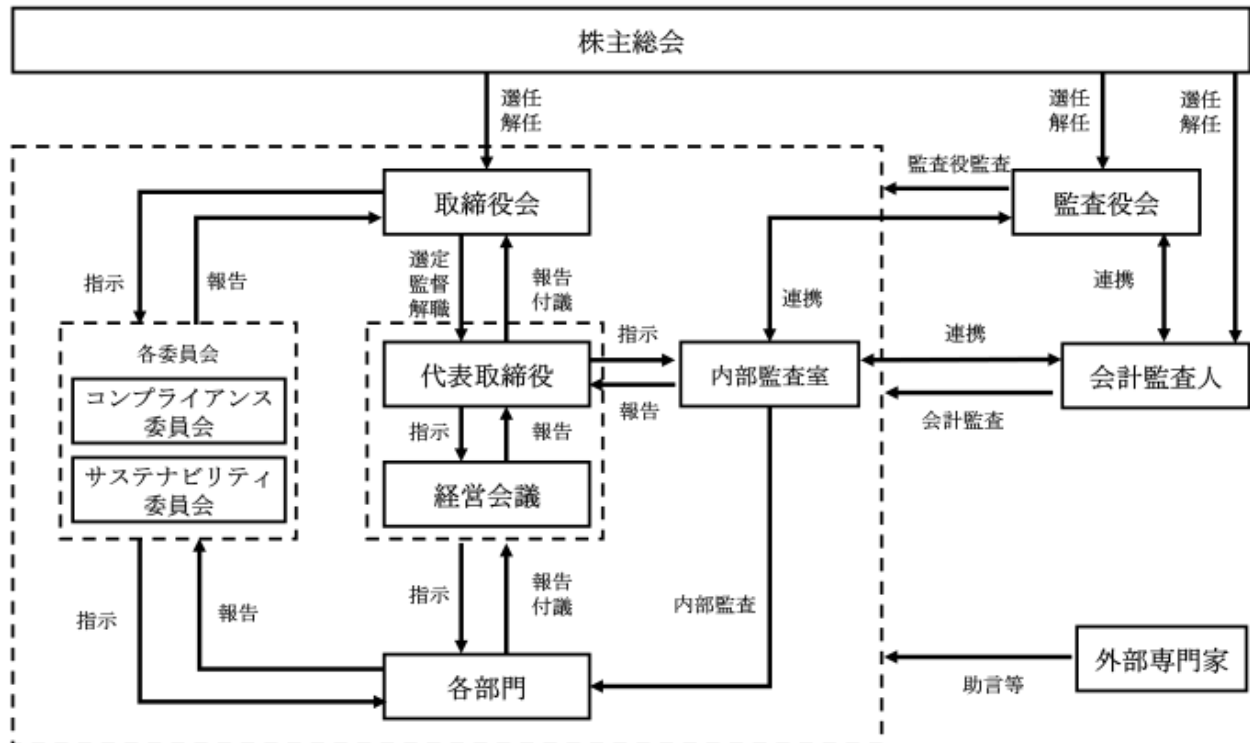 株主総会
選任
解任
選任
解任
選任
解任
監査役監査
取締役会
監査役会
指示
報告
選定
監督
解職
報告
付議
連携
連携
各委員会
コンプライアンス
委員会
サステナビリティ
委員会
代表取締役
指示
報告
内部監査室
連携
会計監査人
会計監査
指示
報告
経営会議
指示
報告
指示
報告
付議
内部監査
各部門
外部専門家
助言等